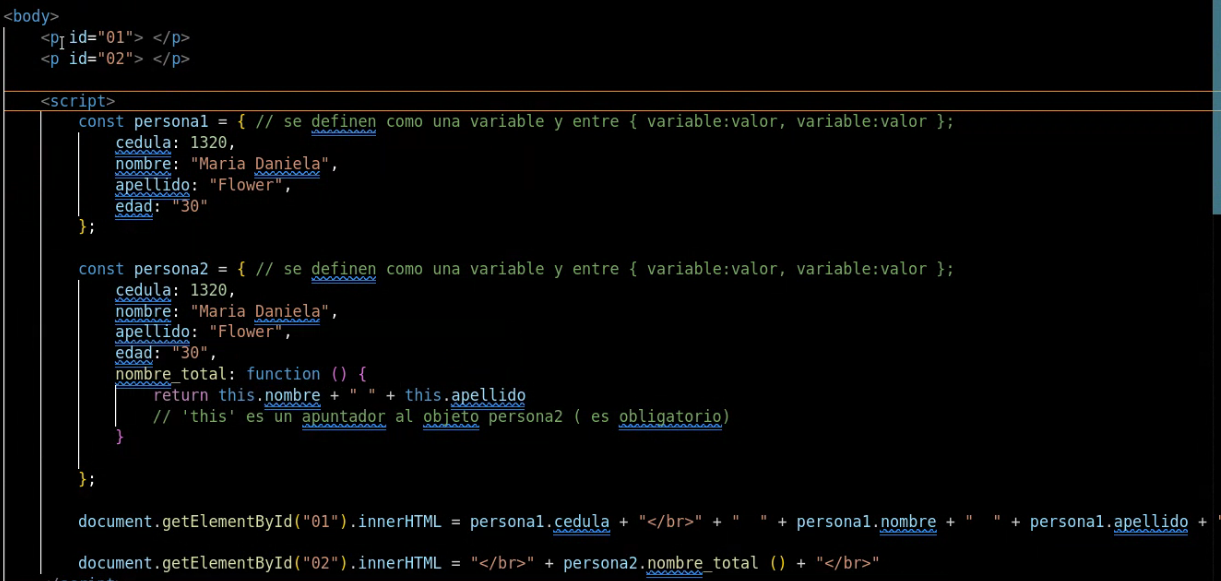 <body>
<p id="01"> </p>
<p id="02"> </p>
<script>
const persona1 = { // se definen como una variable y entre { variable:valor, variable:valor };
cedula: 1320,
nombre: "Maria Daniela",
apellido: "Flower",
edad: "30"
};
const persona2 = { // se definen como una variable y entre { variable:valor, variable:valor };
cedula: 1320,
nombre: "Maria Daniela",
apellido: "Flower",
edad: "30",
nombre_total: function () {
return this.nombre + " " + this.apellido
// 'this' es un apuntador al objeto persona2 ( es obligatorio)
}
};
document.getElementById("01").innerHTML = persona1.cedula + "</br>" + "  " + persona1.nombre + "  " + persona1.apellido + "
document.getElementById("02").innerHTML = "</br>" + persona2.nombre_total () + "</br>"